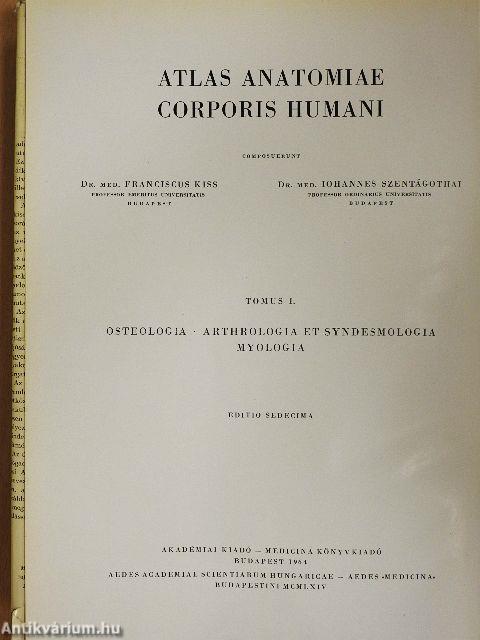 ATLAS ANATOMIAE
CORPORIS HUMANI
COMPOSUERUNT
DR. MED. FRANCISCUS KISS
PROFESSOR EMERITUS UNIVERSITATIS
BUDAPEST
DR. MED. IOHANNES SZENTÁGOTHAI
PROFESSOR ORDINARIUS UNIVERSITATIS
BUDAPEST
TOMUS I.
OSTEOLOGIA · ARTHROLOGIA ET SYNDESMOLOGIA
MYOLOGIA
EDITIO SEDECIMA
AKADÉMIAI KIADÓ — MEDICINA KÖNYVKIADÓ
BUDAPEST 1964
AEDES ACADEMIAE SCIENTIARUM HUNGARICAE — AEDES »MEDICINA«
BUDAPESTINI MCMLXIV
Antikvárium.hu